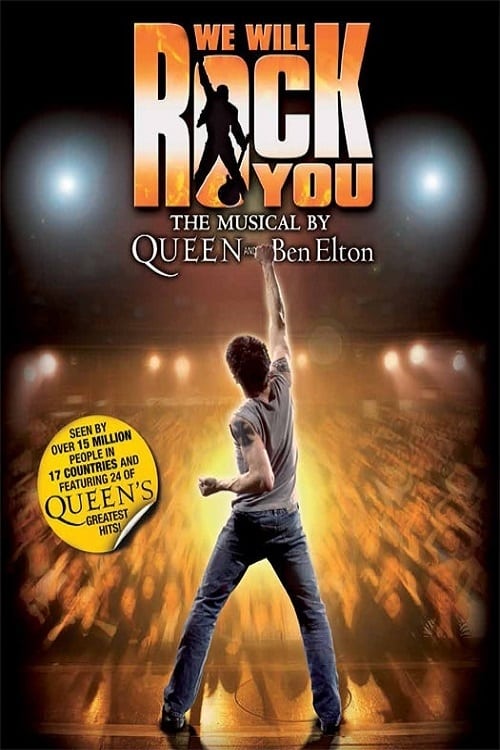 WE WILL
ROCK
YOU
THE MUSICAL BY
QUEEN AND Ben Elton
SEEN BY
OVER 15 MILLION
PEOPLE IN
17 COUNTRIES AND
FEATURING 24 OF
QUEEN'S
GREATEST
HITS!